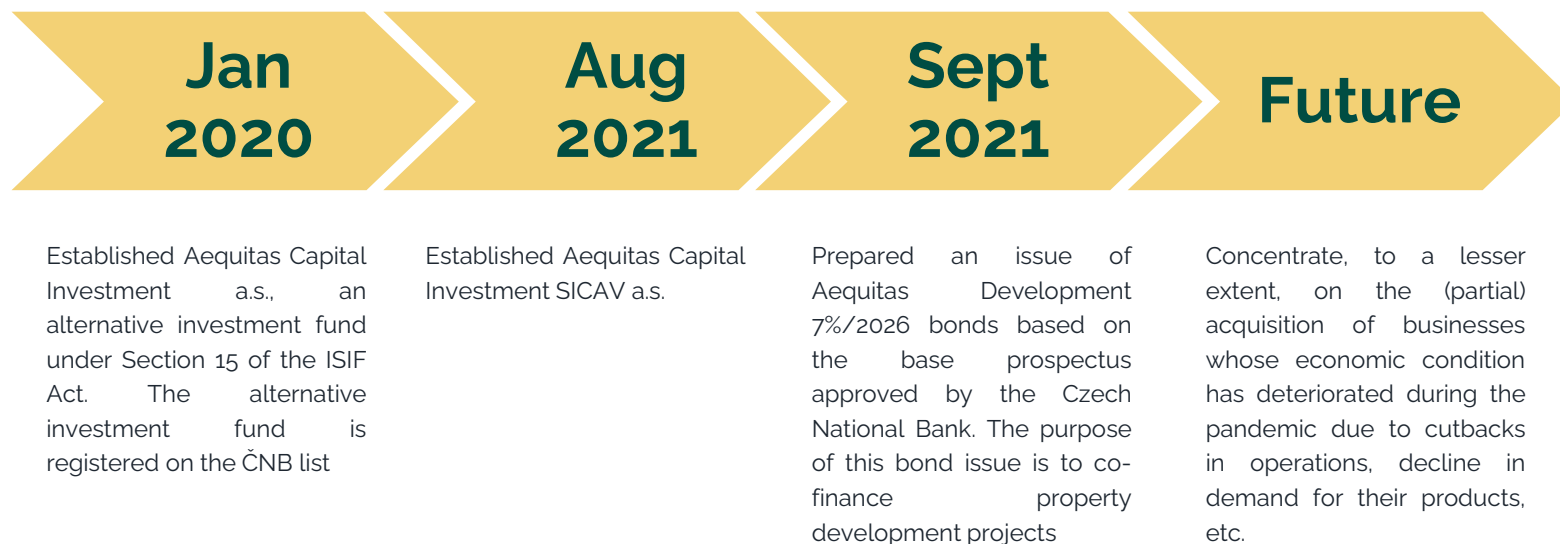 Jan
2020
Aug
2021
Sept
2021
Future
Established Aequitas Capital
Investment a.s., an
alternative investment fund
under Section 15 of the ISIF
Act. The alternative
investment fund is
registered on the ČNB list
Established Aequitas Capital
Investment SICAV a.s.
Prepared an issue of
Aequitas Development
7%/2026 bonds based on
the base prospectus
approved by the Czech
National Bank. The purpose
of this bond issue is to co-
finance property
development projects
Concentrate, to a lesser
extent, on the (partial)
acquisition of businesses
whose economic condition
has deteriorated during the
pandemic due to cutbacks
in operations, decline in
demand for their products,
etc.